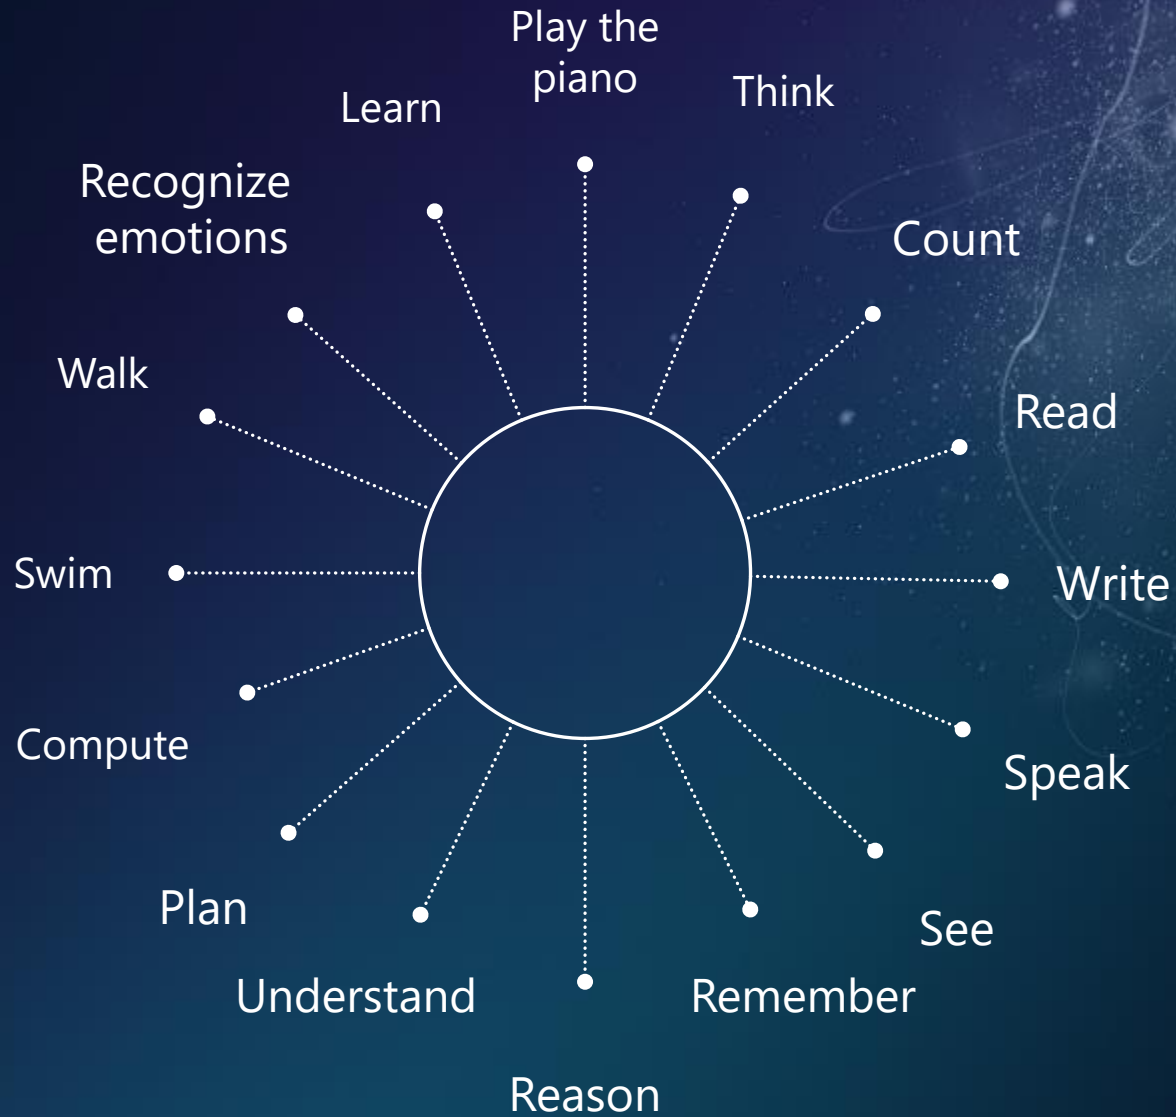 Play the
piano
Think
Count
Read
Write
Speak
See
Remember
Reason
Understand
Plan
Compute
Swim
Walk
Recognize
emotions
Learn